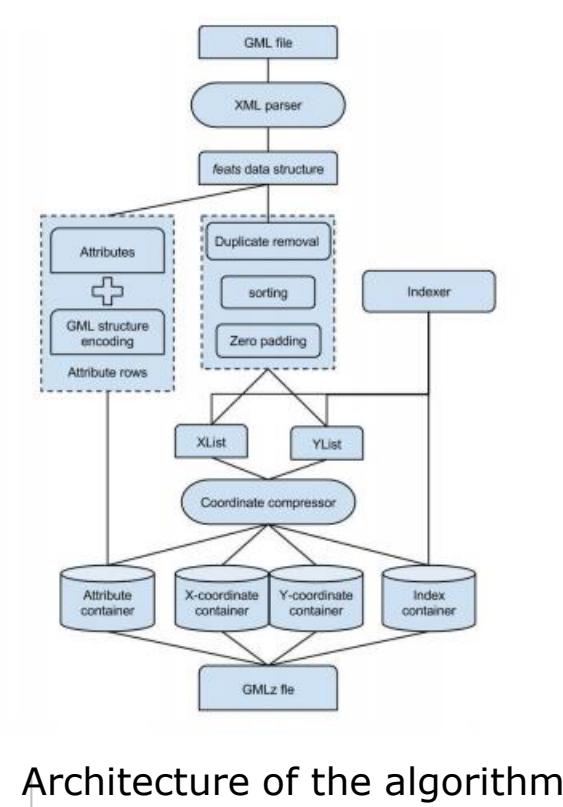 GML file
XML parser
feats data structure
Attributes
GML structure
encoding
Attribute rows
Duplicate removal
sorting
Zero padding
Indexer
XList
YList
Coordinate compressor
Attribute
container
X-coordinate
container
Y-coordinate
container
Index
container
GMLz fle
Architecture of the algorithm